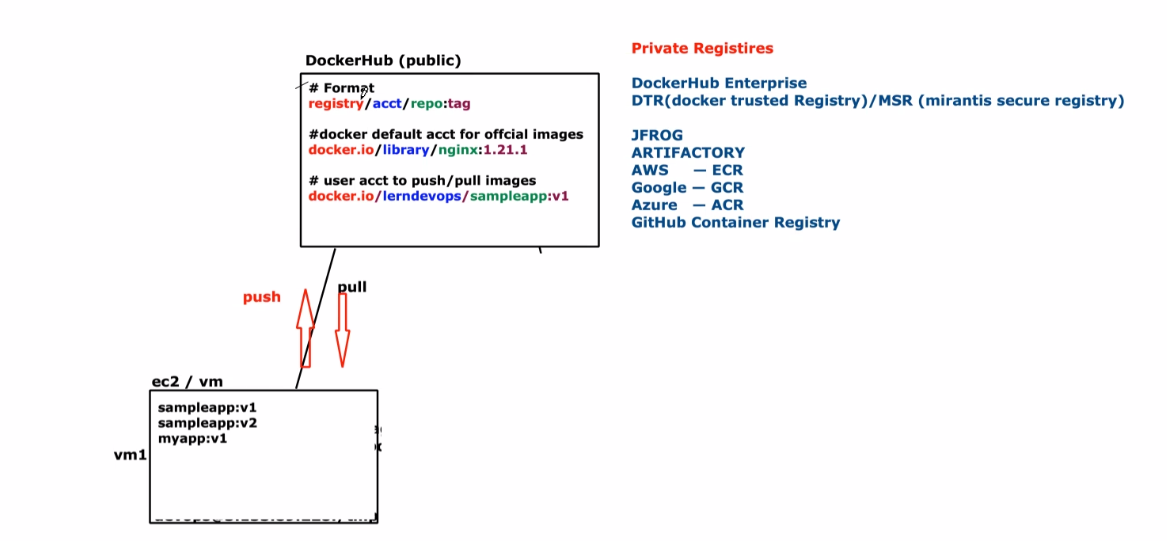 DockerHub (public)
# Format
registry/acct/repo:tag
#docker default acct for offcial images
docker.io/library/nginx:1.21.1
# user acct to push/pull images
docker.io/lerndevops/sampleapp:v1
Private Registires
DockerHub Enterprise
DTR(docker trusted Registry)/MSR (mirantis secure registry)
JFROG
ARTIFACTORY
AWS — ECR
Google — GCR
Azure — ACR
GitHub Container Registry
push
pull
ec2 / vm
sampleapp:v1
sampleapp:v2
myapp:v1
vm1